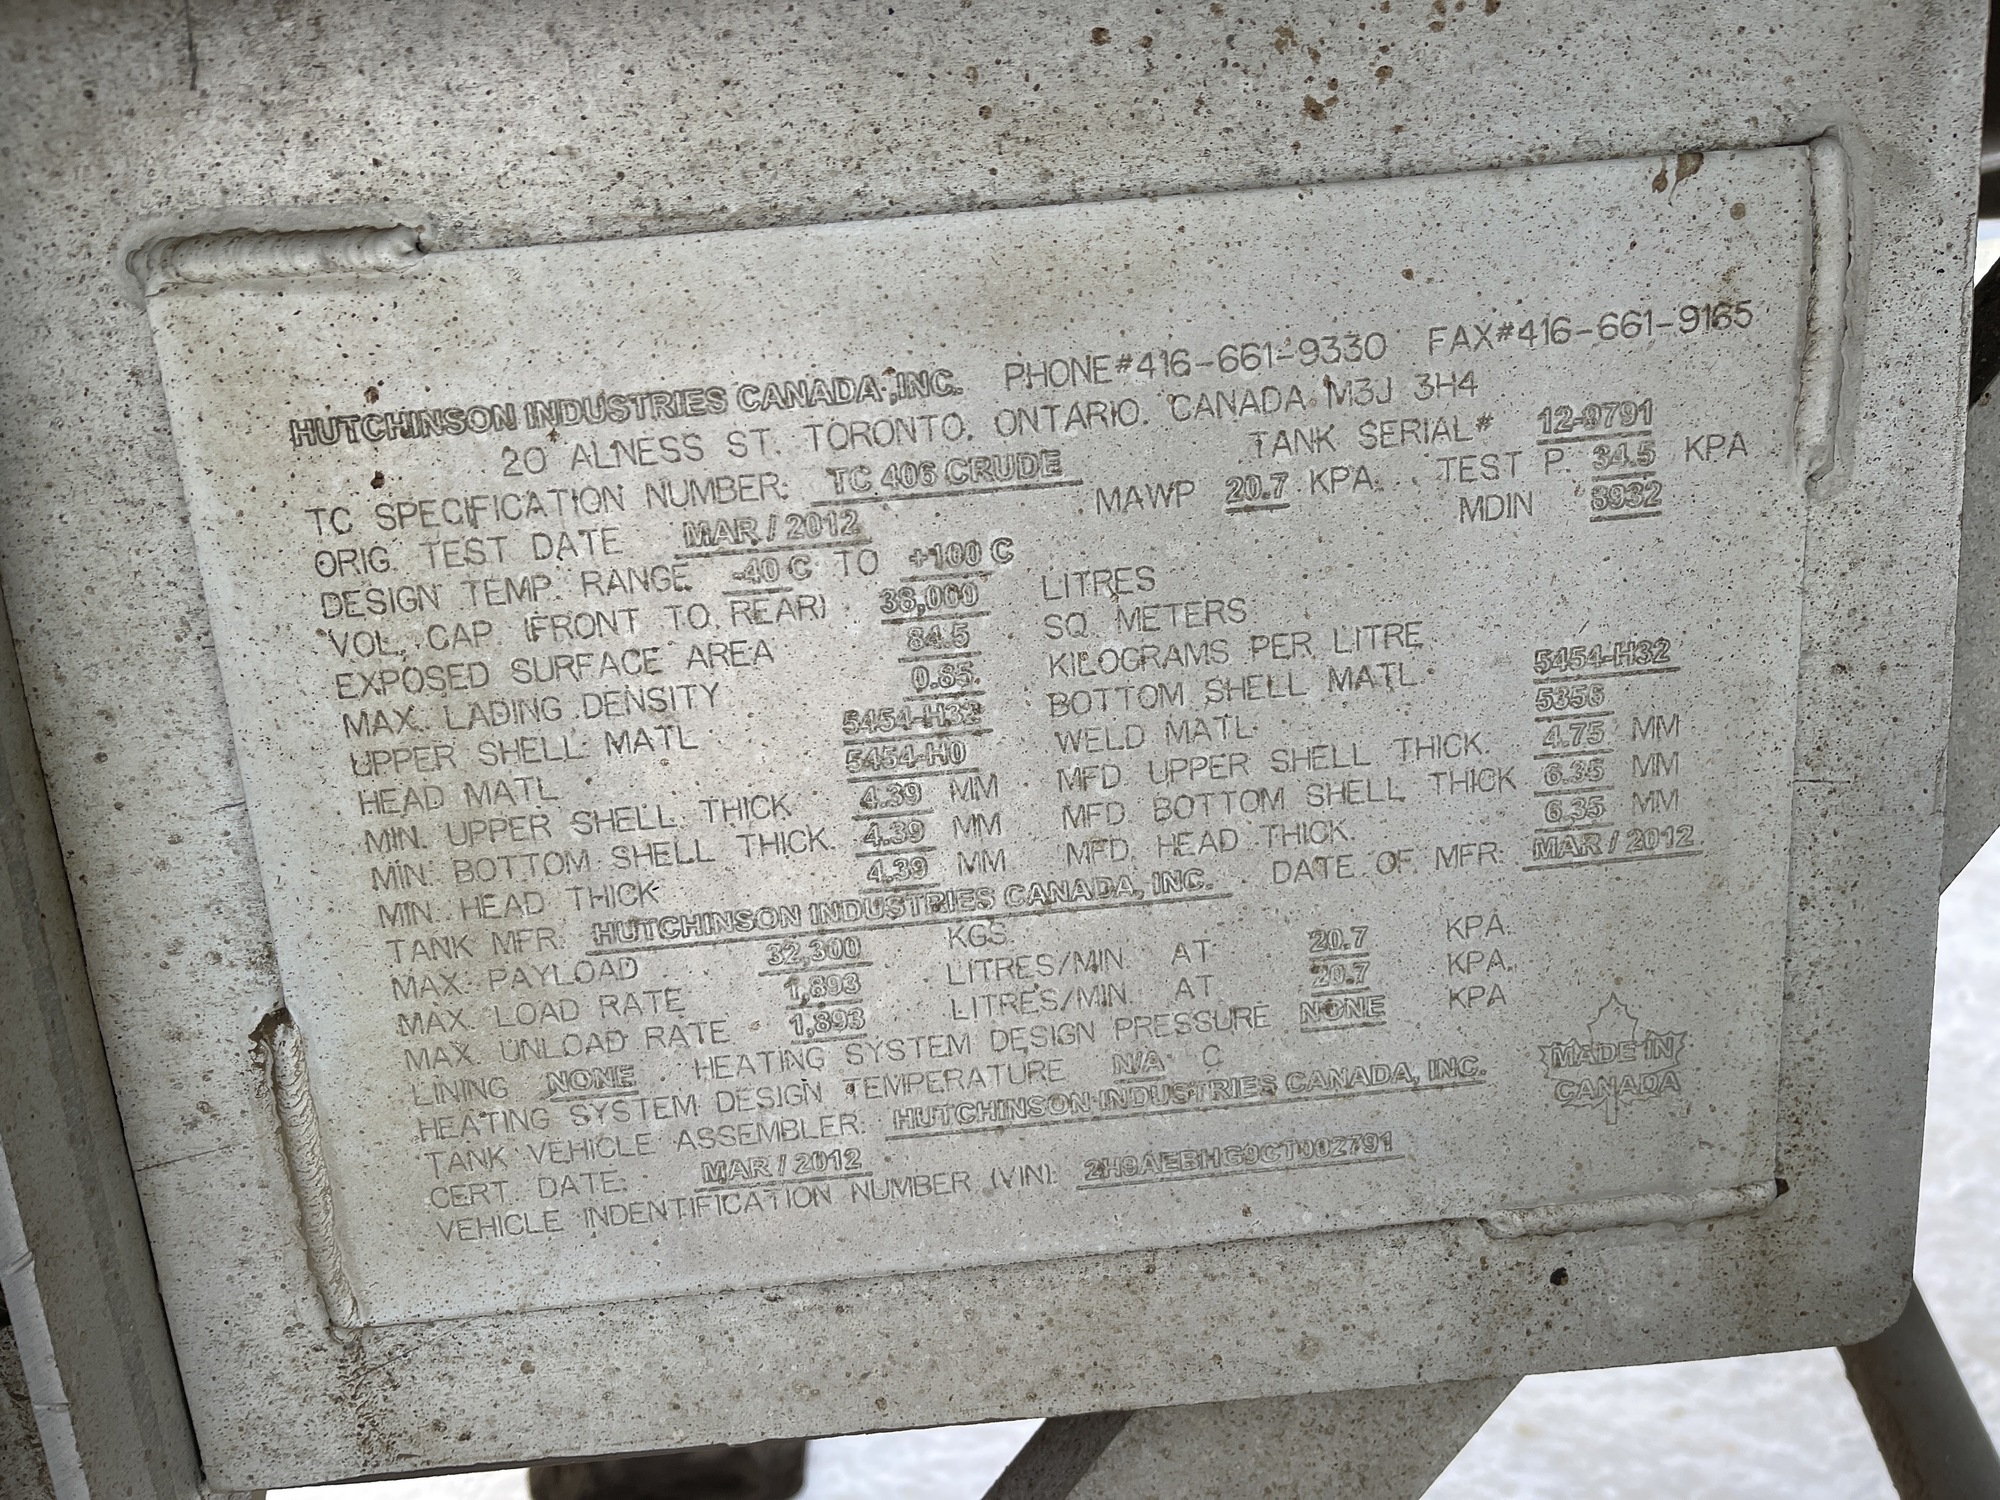 HUTCHINSON INDUSTRIES CANADA, INC. PHONE#416-661-9330 FAX#416-661-9165
20 ALNESS ST. TORONTO, ONTARIO, CANADA M3J 3H4
TC SPECIFICATION NUMBER: TC 406 CRUDE TANK SERIAL# 12-8791
ORIG. TEST DATE MAR / 2012 MAWP 20.7 KPA. TEST P. 34.5 KPA
DESIGN TEMP. RANGE -40 C TO +100 C MDIN 8932
VOL. CAP. (FRONT TO REAR) 38,000 LITRES
EXPOSED SURFACE AREA 84.5 SQ. METERS
MAX. LADING DENSITY 0.85 KILOGRAMS PER LITRE
UPPER SHELL MATL 5454-H32 BOTTOM SHELL MATL 5454-H32
HEAD MATL 5454-H0 WELD MATL 5356
MIN. UPPER SHELL THICK 4.39 MM MFD. UPPER SHELL THICK. 4.75 MM
MIN. BOTTOM SHELL THICK. 4.39 MM MFD. BOTTOM SHELL THICK 6.35 MM
MIN. HEAD THICK 4.39 MM MFD. HEAD THICK. 6.35 MM
TANK MFR: HUTCHINSON INDUSTRIES CANADA, INC. DATE OF MFR: MAR / 2012
MAX. PAYLOAD 32,300 KGS.
MAX. LOAD RATE 1,893 LITRES/MIN. AT 20.7 KPA.
MAX. UNLOAD RATE 1,893 LITRES/MIN. AT 20.7 KPA.
LINING NONE HEATING SYSTEM DESIGN PRESSURE NONE KPA
HEATING SYSTEM DESIGN TEMPERATURE N/A C
TANK VEHICLE ASSEMBLER: HUTCHINSON INDUSTRIES CANADA, INC.
CERT. DATE: MAR / 2012
VEHICLE INDENTIFICATION NUMBER (VIN):
MADE IN
CANADA